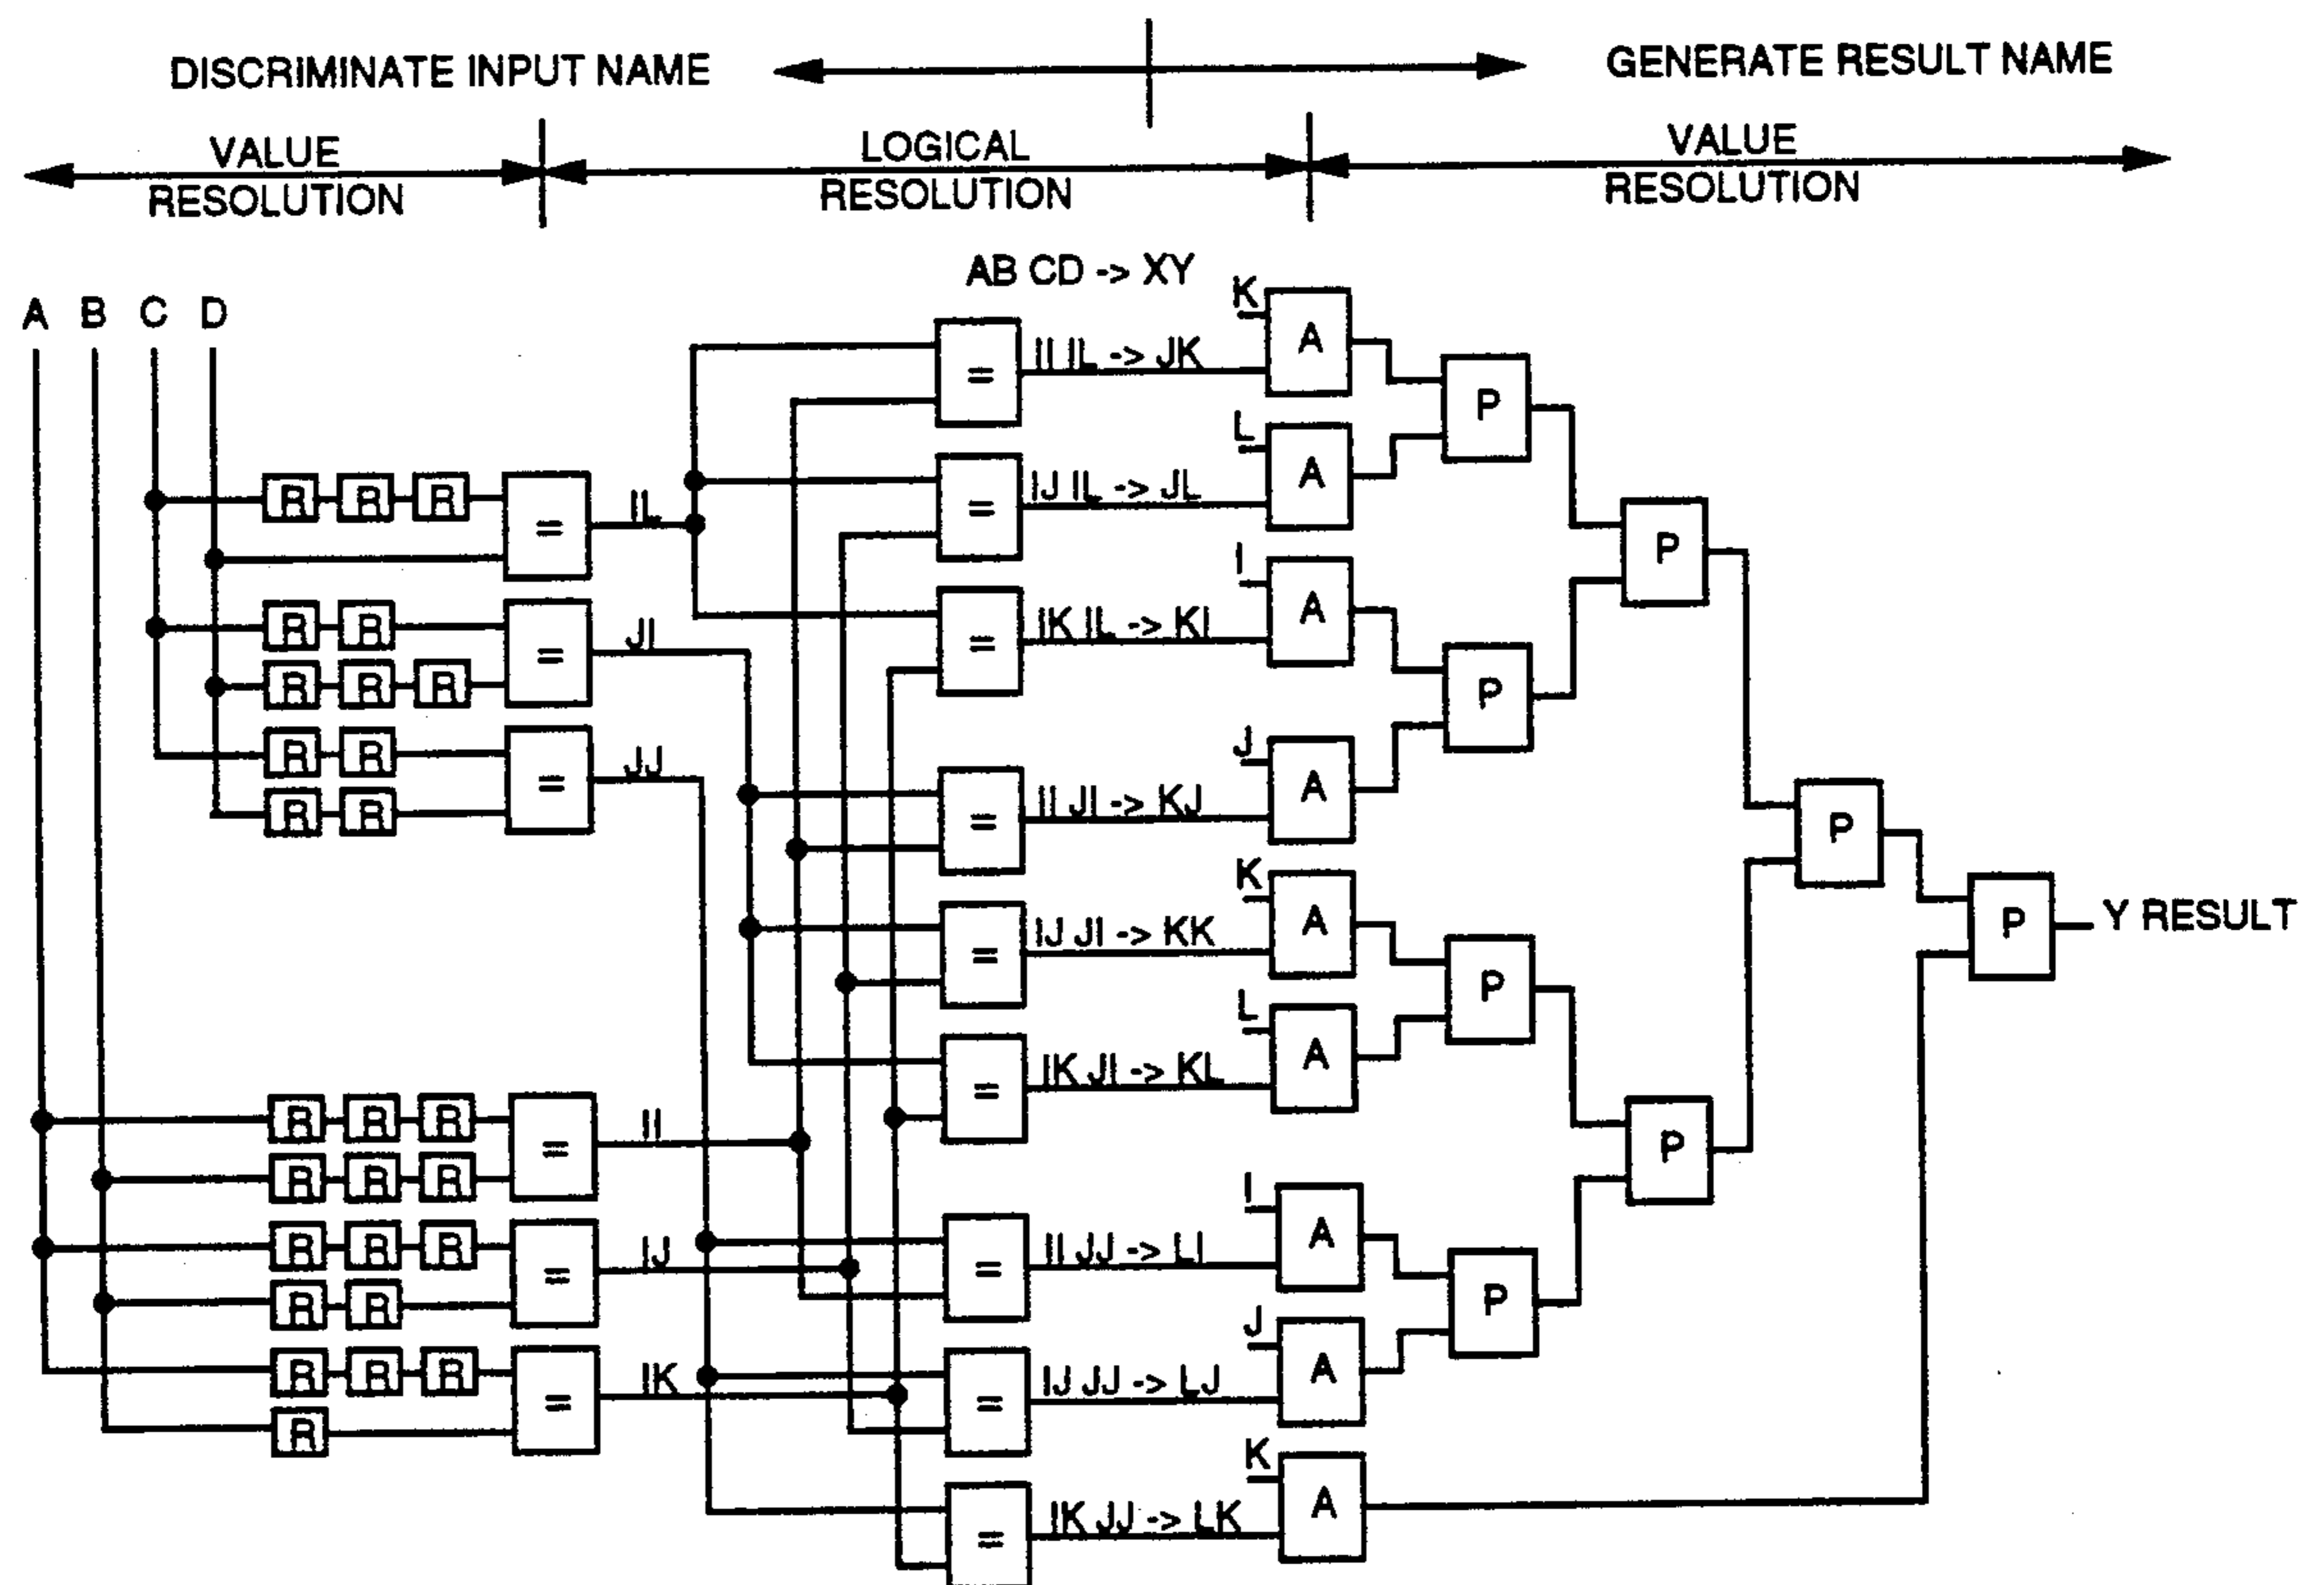 DISCRIMINATE INPUT NAME
GENERATE RESULT NAME
VALUE
RESOLUTION
LOGICAL
RESOLUTION
VALUE
RESOLUTION
AB CD -> XY
A B C D
K
A
=
II IL -> JK
P
L
A
R R R
=
IL
=
IJ IL -> JL
P
I
A
R R
=
JI
=
IK IL -> KI
R R R
P
R R
=
JJ
J
A
R R
=
II JI -> KJ
P
K
A
P
Y RESULT
=
IJ JI -> KK
P
L
A
=
IK JI -> KL
R R R
=
II
P
R R R
I
A
R R R
=
IJ
=
II JJ -> LI
P
R R
J
A
R R R
=
IK
=
IJ JJ -> LJ
R
K
A
=
IK JJ -> LK